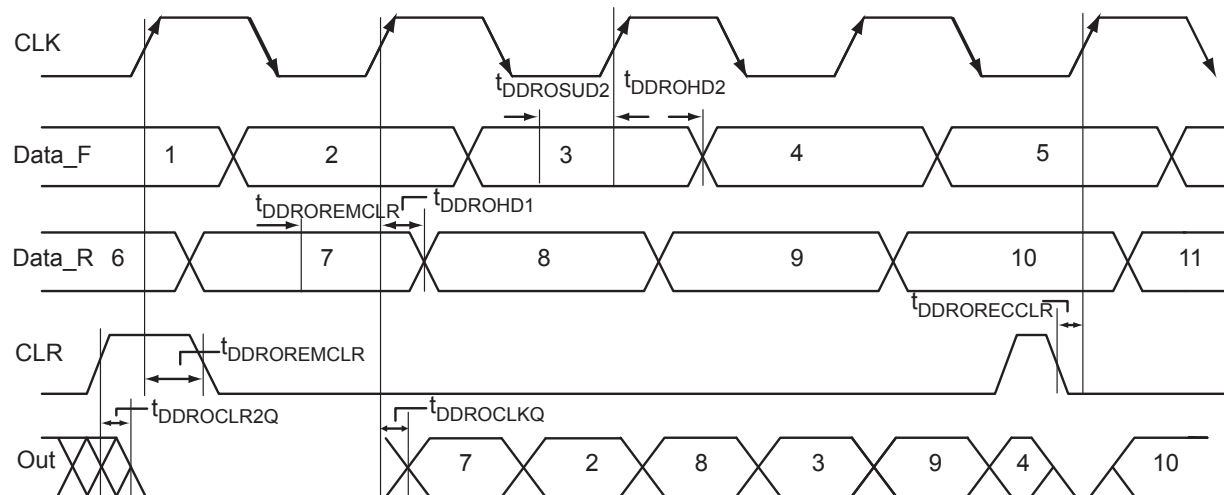 CLK
tDDROSUD2 tDDROHD2
Data_F 1 2 3 4 5
tDDROREMCLR tDDROHD1
Data_R 6 7 8 9 10 11
tDDRORECCLR
CLR
tDDROREMCLR
tDDROCLR2Q tDDROCLKQ
Out 7 2 8 3 9 4 10